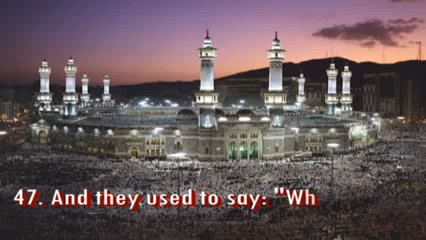 47. And they used to say: "Wh